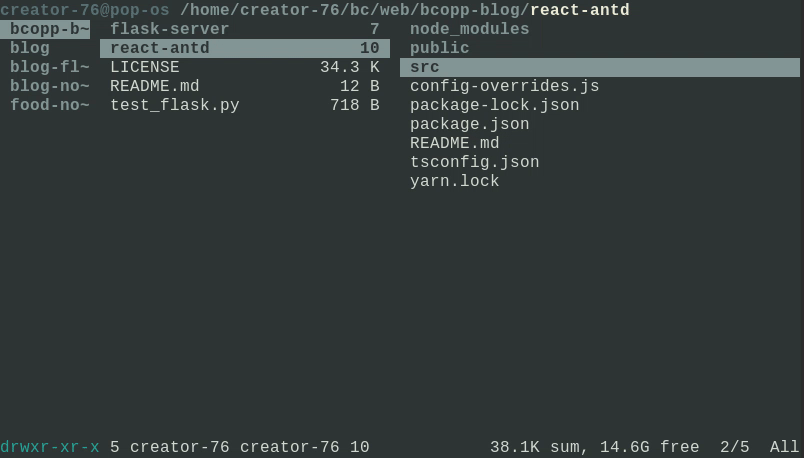 creator-76@pop-os /home/creator-76/bc/web/bcopp-blog/react-antd
bcopp-b~ flask-server 7 node_modules
blog react-antd 10 public
blog-fl~ LICENSE 34.3 K src
blog-no~ README.md 12 B config-overrides.js
food-no~ test_flask.py 718 B package-lock.json
package.json
README.md
tsconfig.json
yarn.lock
drwxr-xr-x 5 creator-76 creator-76 10 38.1K sum, 14.6G free 2/5 All